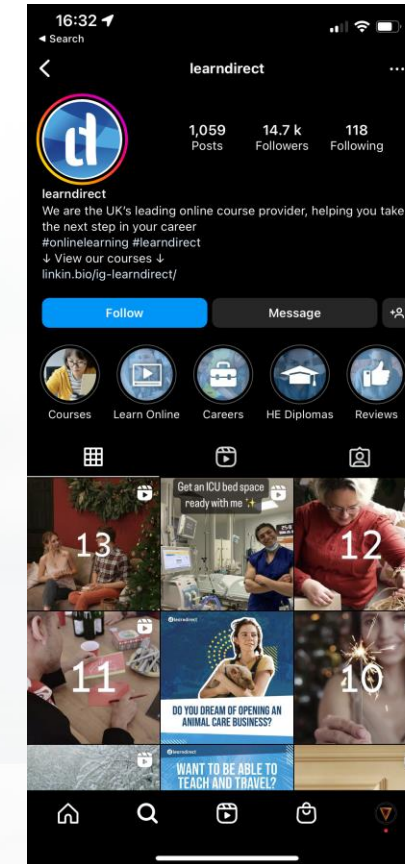 16:32
◄ Search
learndirect
1,059 14.7 k 118
Posts Followers Following
learndirect
We are the UK's leading online course provider, helping you take
the next step in your career
#onlinelearning #learndirect
↓ View our courses ↓
linkin.bio/ig-learndirect/
Follow Message
Courses Learn Online Careers HE Diplomas Reviews
Get an ICU bed space
ready with me ✨
13 12
learndirect
11 10
DO YOU DREAM OF OPENING AN
ANIMAL CARE BUSINESS?
learndirect
WANT TO BE ABLE TO
TEACH AND TRAVEL?